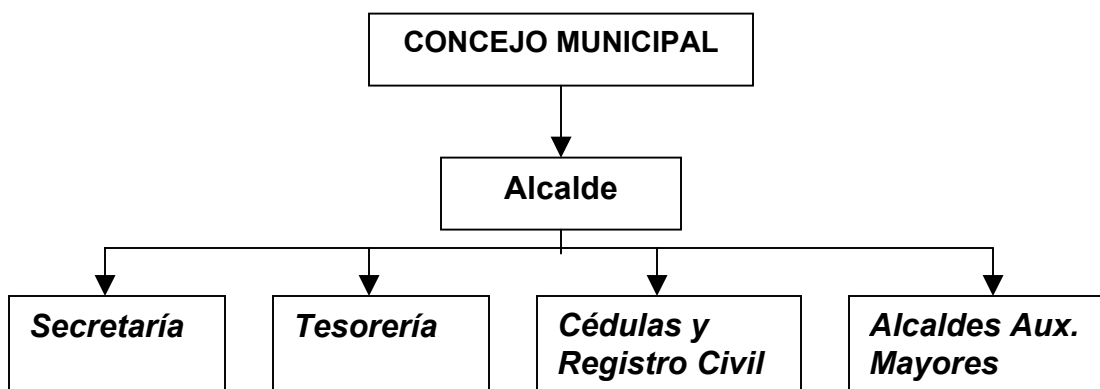 CONCEJO MUNICIPAL
Alcalde
Secretaría
Tesorería
Cédulas y
Registro Civil
Alcaldes Aux.
Mayores